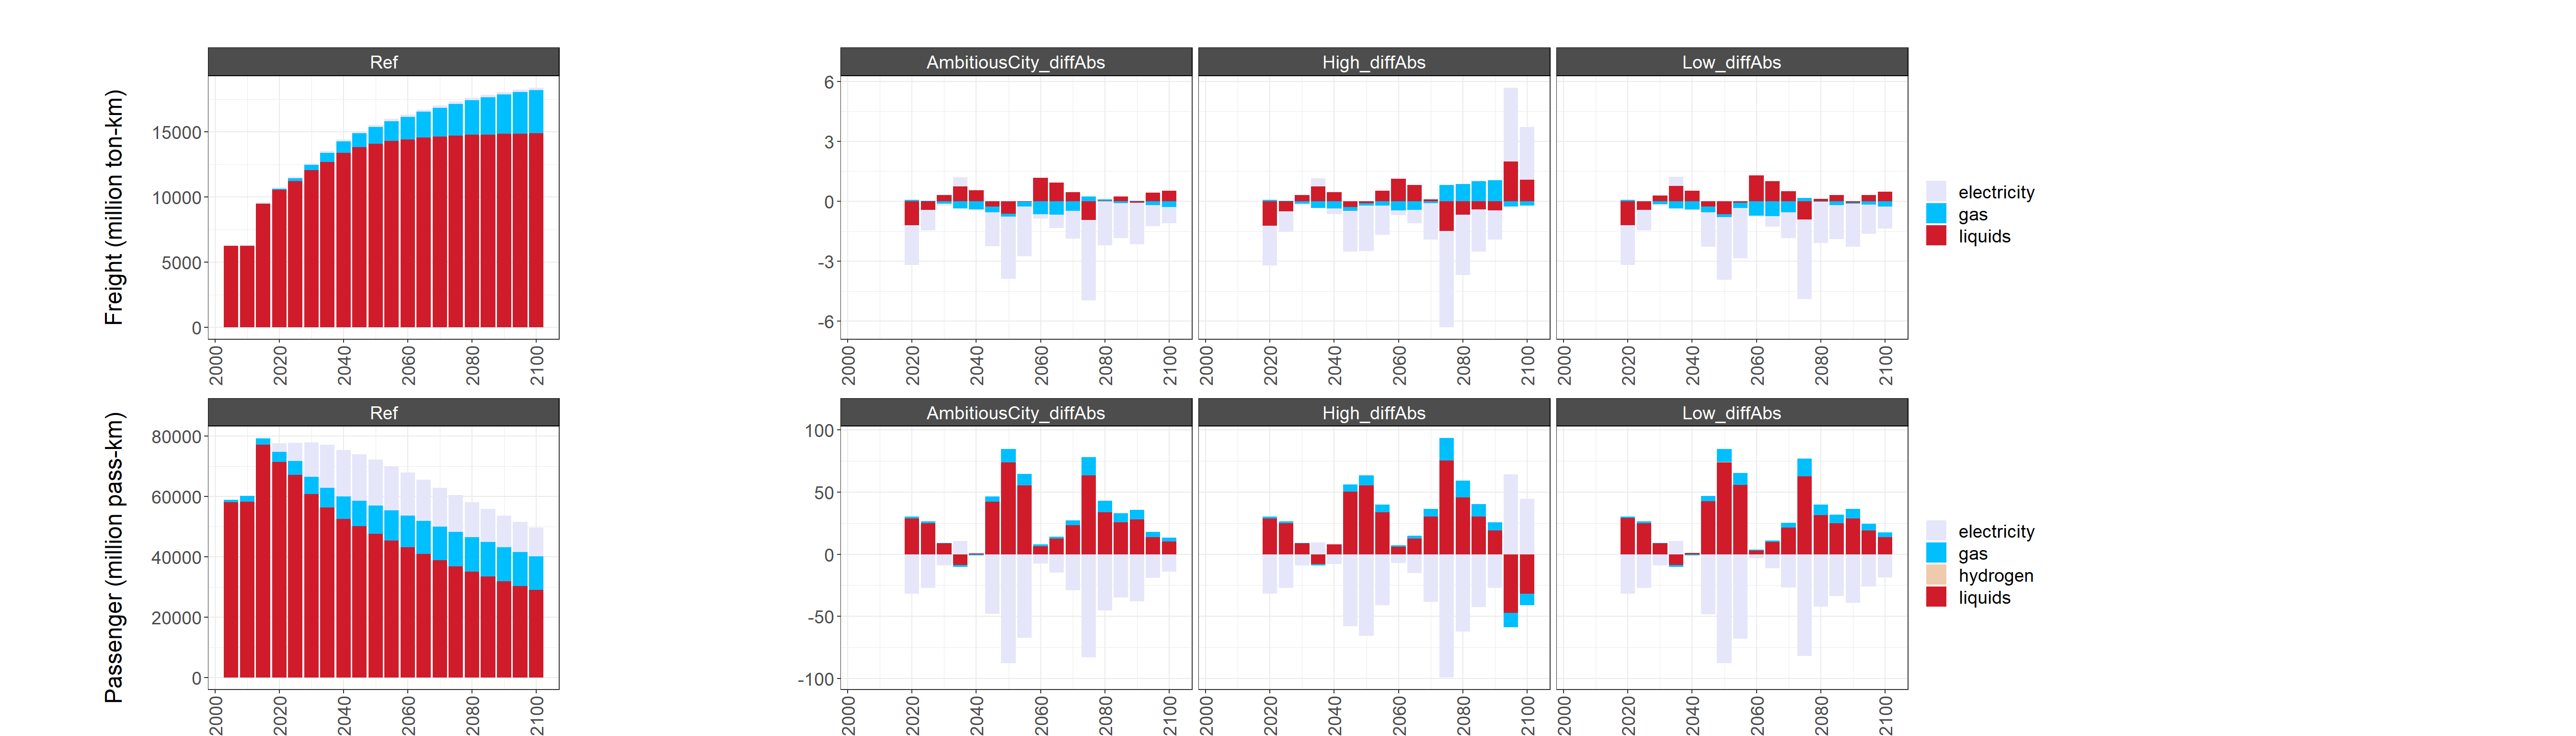 Ref
AmbitiousCity_diffAbs
High_diffAbs
Low_diffAbs
Freight (million ton-km)
15000
10000
5000
0
6
3
0
-3
-6
2000 2020 2040 2060 2080 2100
2000 2020 2040 2060 2080 2100
2000 2020 2040 2060 2080 2100
2000 2020 2040 2060 2080 2100
electricity
gas
liquids
Ref
AmbitiousCity_diffAbs
High_diffAbs
Low_diffAbs
Passenger (million pass-km)
80000
60000
40000
20000
0
100
50
0
-50
-100
2000 2020 2040 2060 2080 2100
2000 2020 2040 2060 2080 2100
2000 2020 2040 2060 2080 2100
2000 2020 2040 2060 2080 2100
electricity
gas
hydrogen
liquids